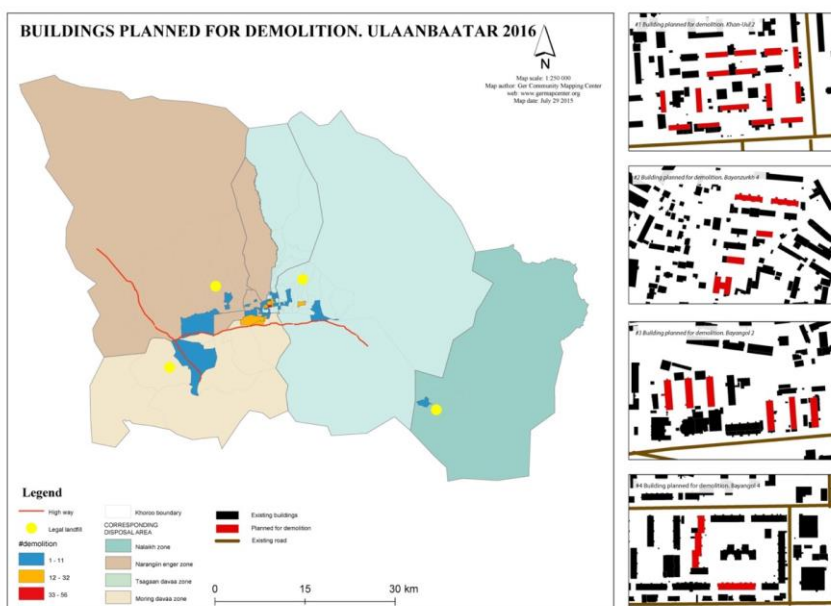 BUILDINGS PLANNED FOR DEMOLITION. ULAANBAATAR 2016
N
Map scale: 1:250 000
Map author: Ger Community Mapping Center
web: www.germapcenter.org
Map date: July 29 2015
Legend
High way
Legal landfill
#demolition
1 - 11
12 - 32
33 - 56
Khoroo boundary
CORRESPONDING
DISPOSAL AREA
Nalaikh zone
Narangiin enger zone
Tsagaan davaa zone
Moring davaa zone
Existing buildings
Planned for demolition
Existing road
0 15 30 km
#1 Building planned for demolition. Khan-Uul 2
#2 Building planned for demolition. Bayanzurkh 4
#3 Building planned for demolition. Bayangol 2
#4 Building planned for demolition. Bayangol 4